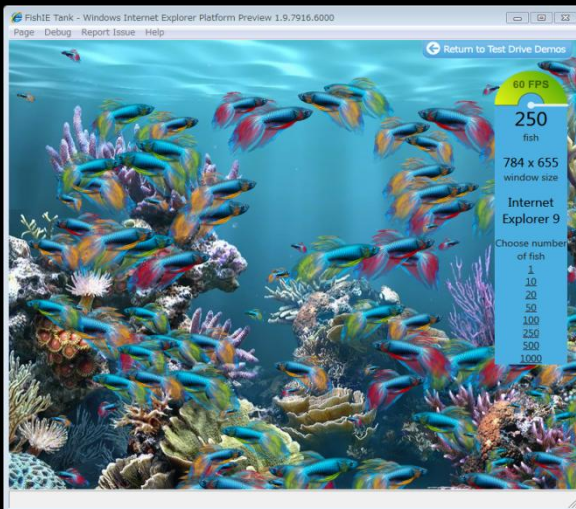 FishIE Tank - Windows Internet Explorer Platform Preview 1.9.7916.6000
Page Debug Report Issue Help
Return to Test Drive Demos
60 FPS
250
fish
784 x 655
window size
Internet
Explorer 9
Choose number
of fish
1
10
20
50
100
250
500
1000